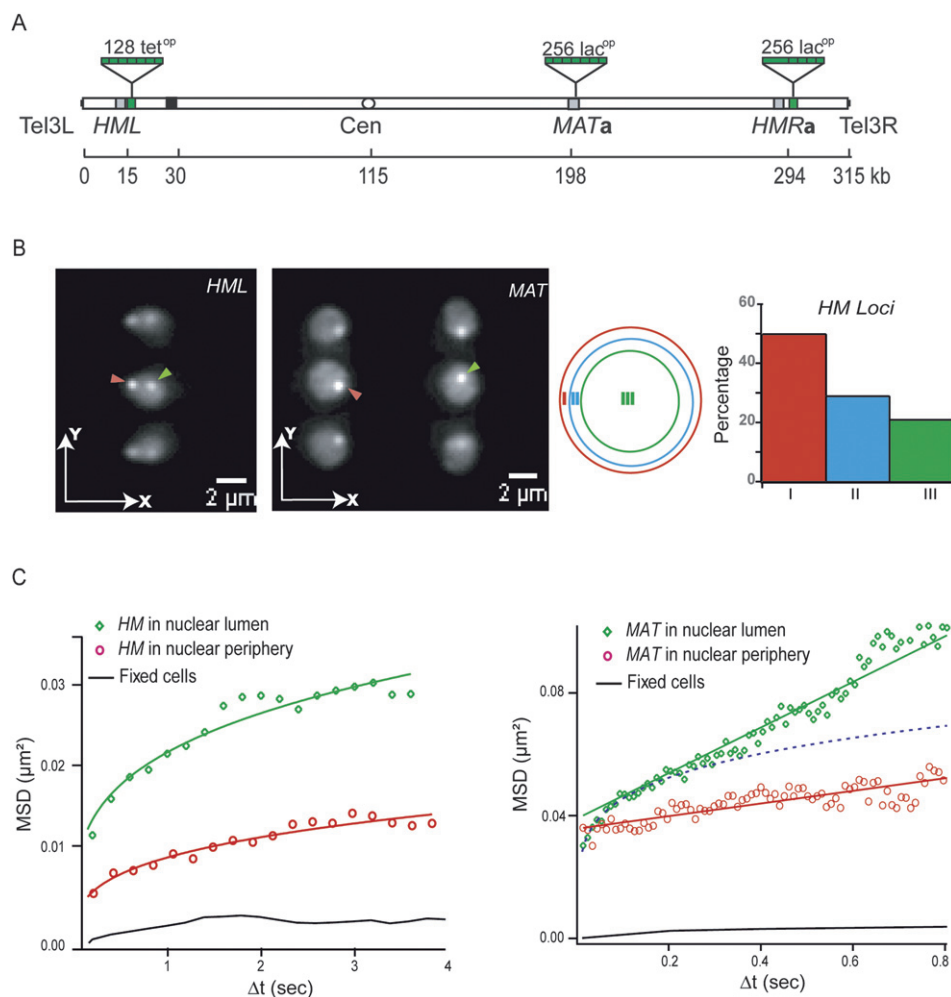 A
128 tet^op
256 lac^op
256 lac^op
Tel3L
HML
Cen
MATa
HMRa
Tel3R
0
15
30
115
198
294
315 kb
B
HML
Y
X
2 μm
MAT
Y
X
2 μm
I
II
III
HM Loci
Percentage
60
40
20
0
I
II
III
C
HM in nuclear lumen
HM in nuclear periphery
Fixed cells
MSD (μm²)
0.03
0.02
0.01
0.00
1
2
3
4
Δt (sec)
MAT in nuclear lumen
MAT in nuclear periphery
Fixed cells
MSD (μm²)
0.08
0.04
0.00
0.2
0.4
0.6
0.8
Δt (sec)